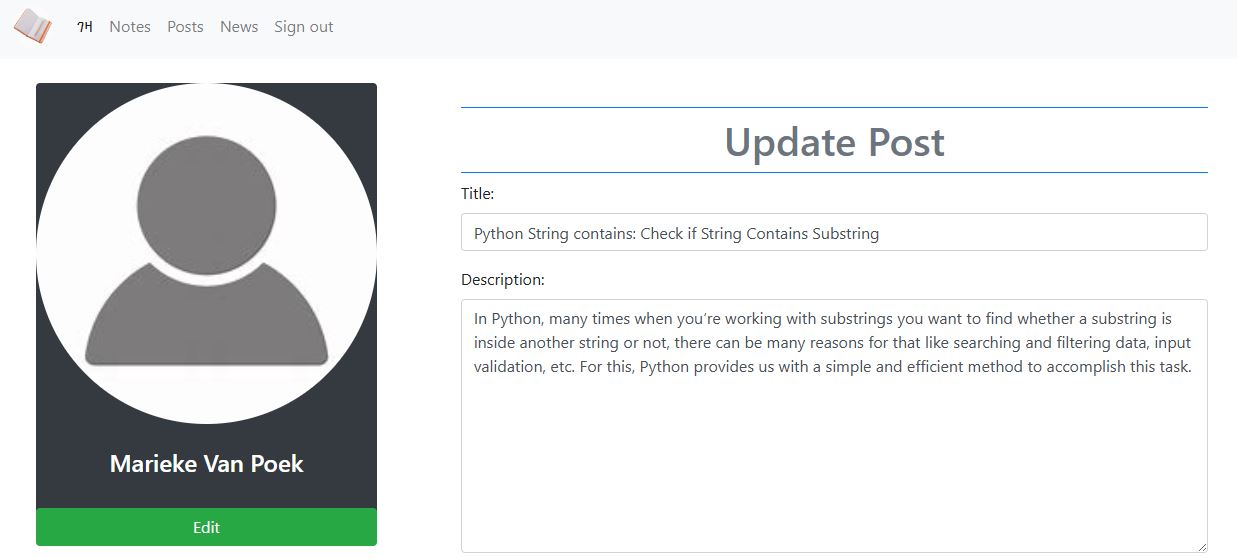 ገዛ Notes Posts News Sign out
Marieke Van Poek
Edit
Update Post
Title:
Python String contains: Check if String Contains Substring
Description:
In Python, many times when you’re working with substrings you want to find whether a substring is
inside another string or not, there can be many reasons for that like searching and filtering data, input
validation, etc. For this, Python provides us with a simple and efficient method to accomplish this task.